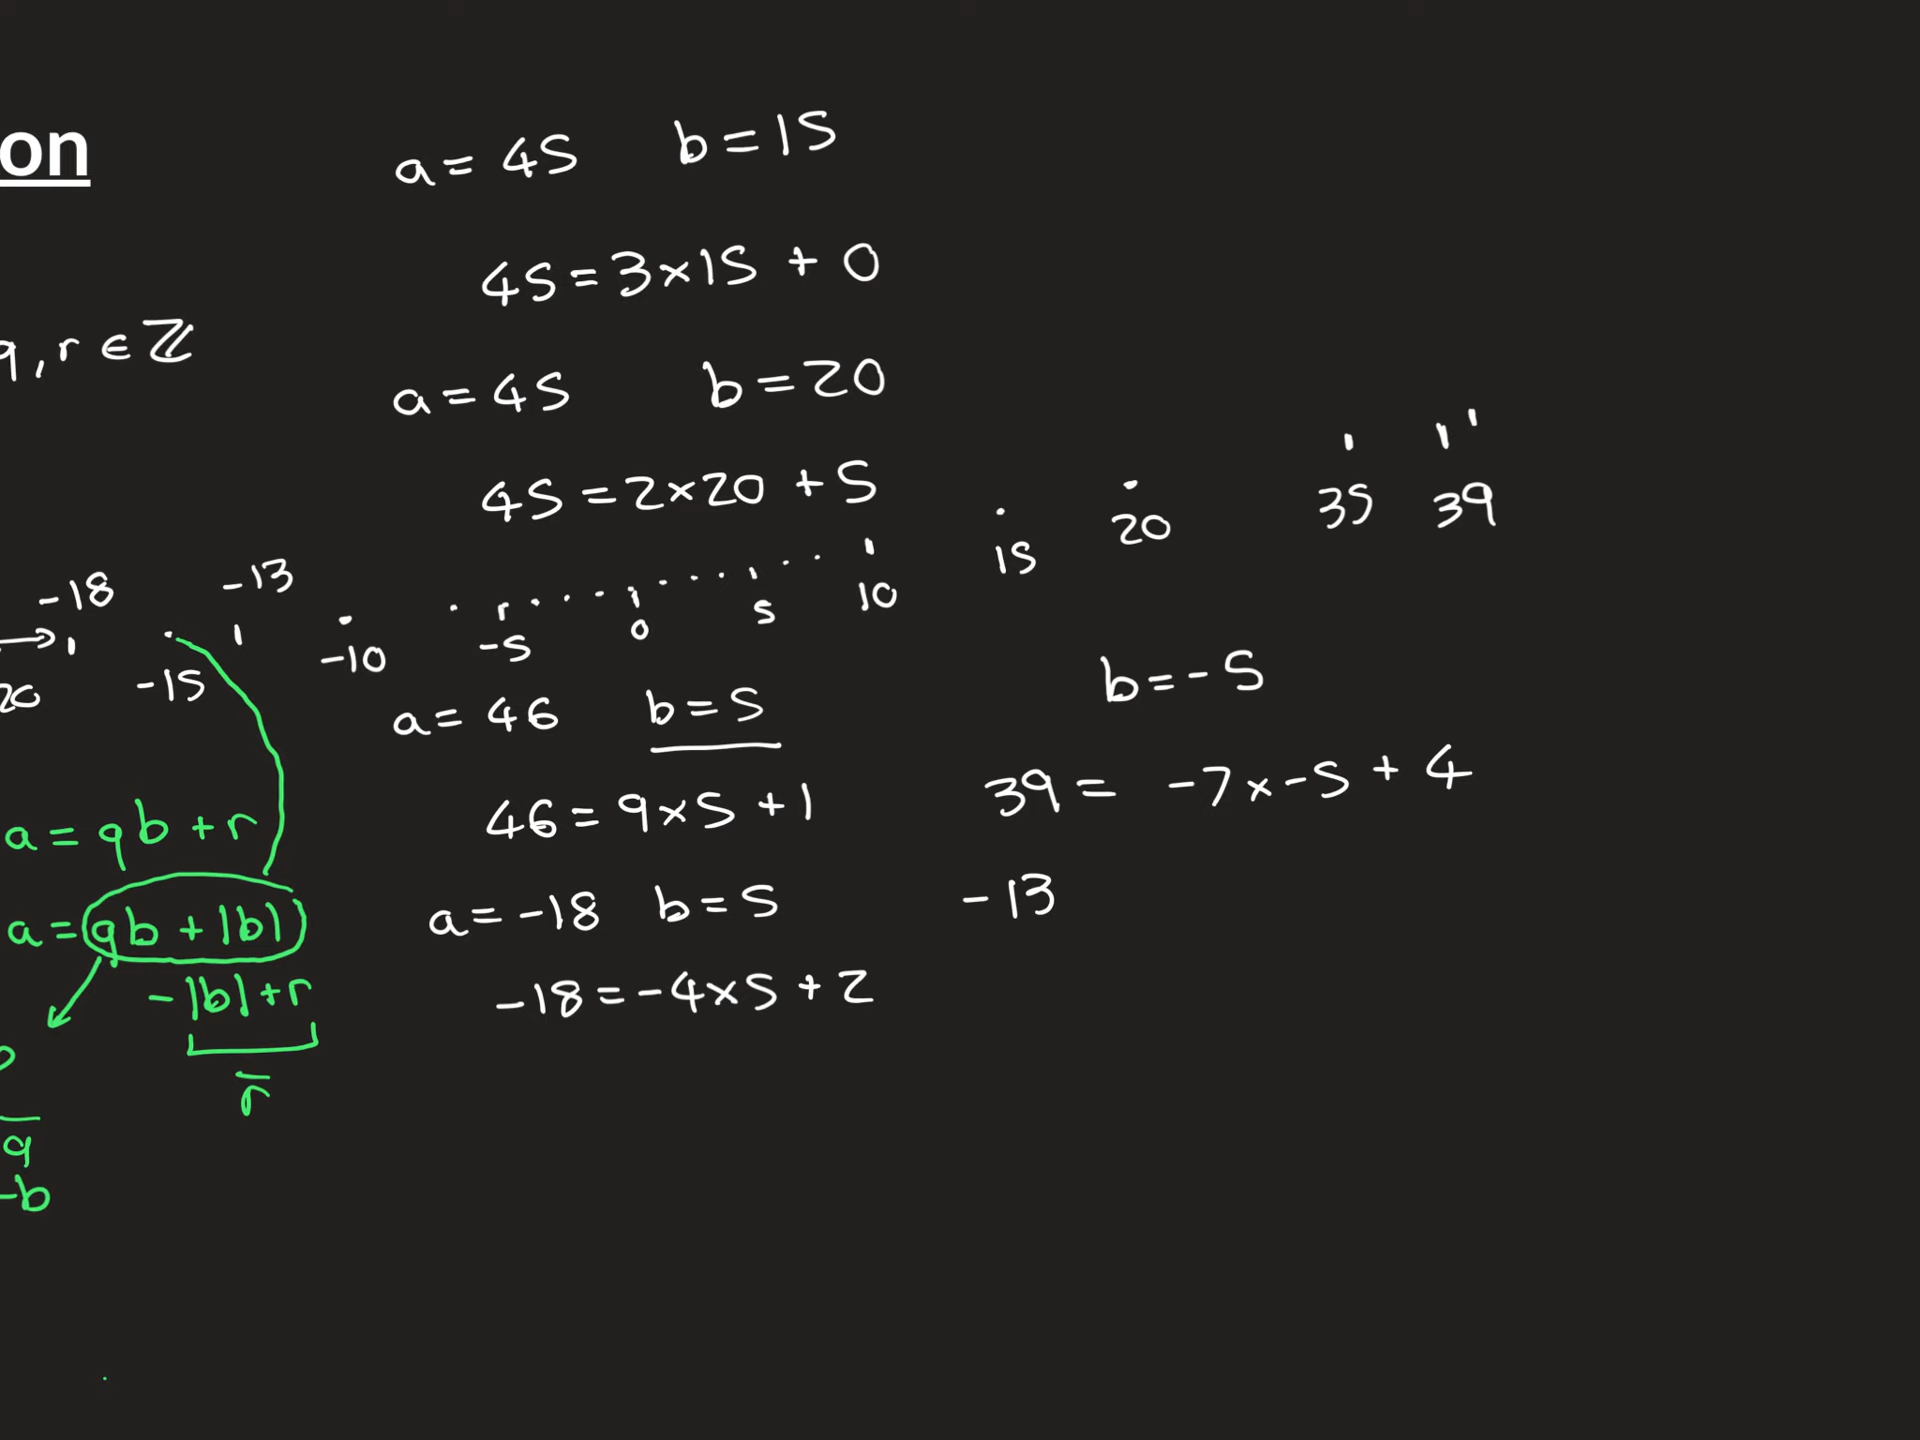 on
a = 45 b = 15
45 = 3×15 + 0
q, r ∈ ℤ
a = 45 b = 20
45 = 2×20 + 5
35 39
15 20
-18 -13
20 -15 -10 -5 0 5 10
a = 46 b = 5
b = -5
46 = 9×5 + 1
39 = -7×-5 + 4
a = qb + r
a = -18 b = 5
-13
a = qb + |b|
-|b| + r
-18 = -4×5 + 2
r̄
q
-b